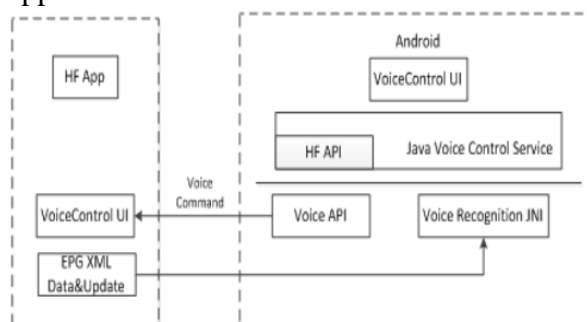 Android
HF App
VoiceControl UI
HF API
Java Voice Control Service
Voice
Command
VoiceControl UI
Voice API
Voice Recognition JNI
EPG XML
Data&Update